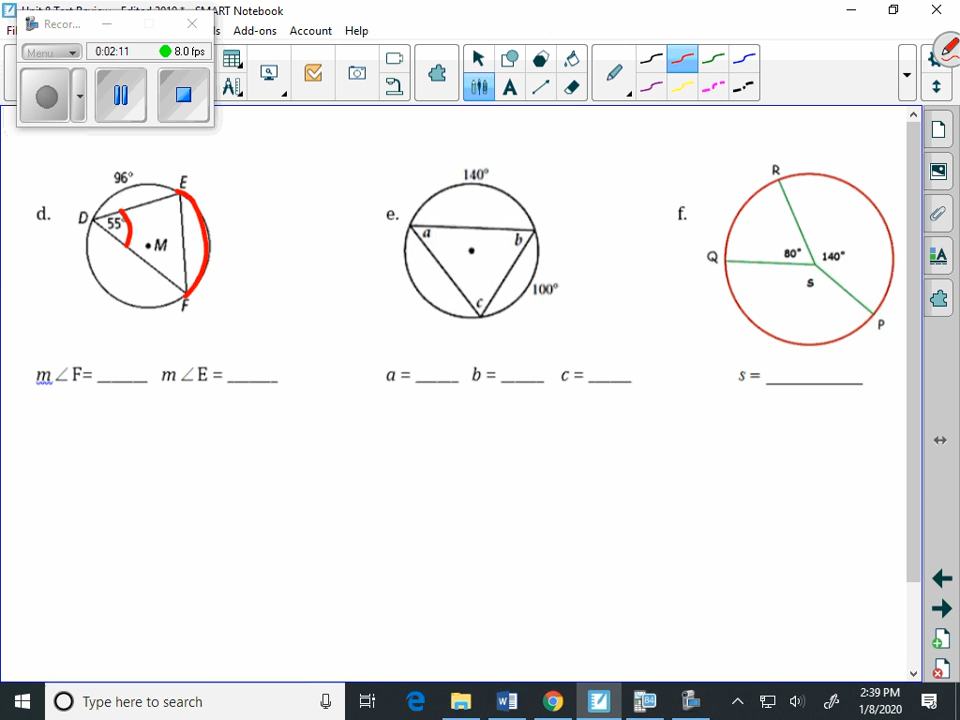 SMART Notebook
Recor...
Add-ons Account Help
Menu 0:02:11 8.0 fps
96° E
d. D 55° M
F
m∠F= ______ m∠E = ______
140°
e. a b
c 100°
a = _____ b = _____ c = _____
R
f. Q 80° 140°
S
P
s = ___________
Type here to search
2:39 PM
1/8/2020